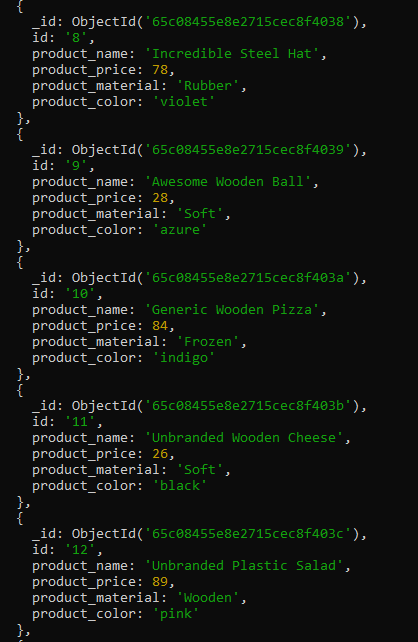 {
_id: ObjectId('65c08455e8e2715cec8f4038'),
id: '8',
product_name: 'Incredible Steel Hat',
product_price: 78,
product_material: 'Rubber',
product_color: 'violet'
},
{
_id: ObjectId('65c08455e8e2715cec8f4039'),
id: '9',
product_name: 'Awesome Wooden Ball',
product_price: 28,
product_material: 'Soft',
product_color: 'azure'
},
{
_id: ObjectId('65c08455e8e2715cec8f403a'),
id: '10',
product_name: 'Generic Wooden Pizza',
product_price: 84,
product_material: 'Frozen',
product_color: 'indigo'
},
{
_id: ObjectId('65c08455e8e2715cec8f403b'),
id: '11',
product_name: 'Unbranded Wooden Cheese',
product_price: 26,
product_material: 'Soft',
product_color: 'black'
},
{
_id: ObjectId('65c08455e8e2715cec8f403c'),
id: '12',
product_name: 'Unbranded Plastic Salad',
product_price: 89,
product_material: 'Wooden',
product_color: 'pink'
},